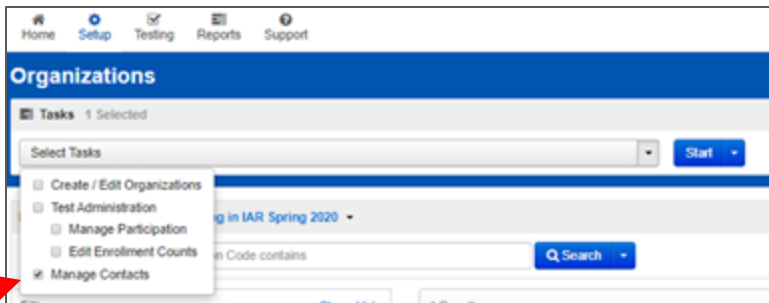 Home Setup Testing Reports Support
Organizations
Tasks 1 Selected
Select Tasks Start
Create / Edit Organizations
Test Administration
Manage Participation
g in IAR Spring 2020
Edit Enrollment Counts
Code contains Search
Manage Contacts